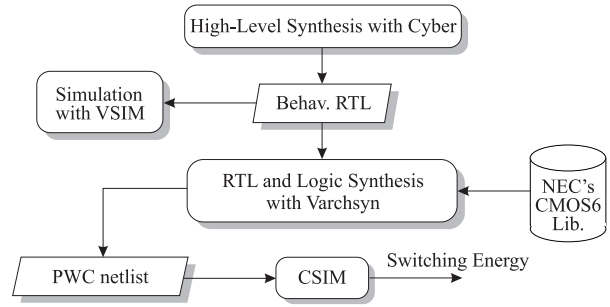 High-Level Synthesis with Cyber
Simulation
with VSIM
Behav. RTL
RTL and Logic Synthesis
with Varchsyn
NEC's
CMOS6
Lib.
PWC netlist
CSIM
Switching Energy